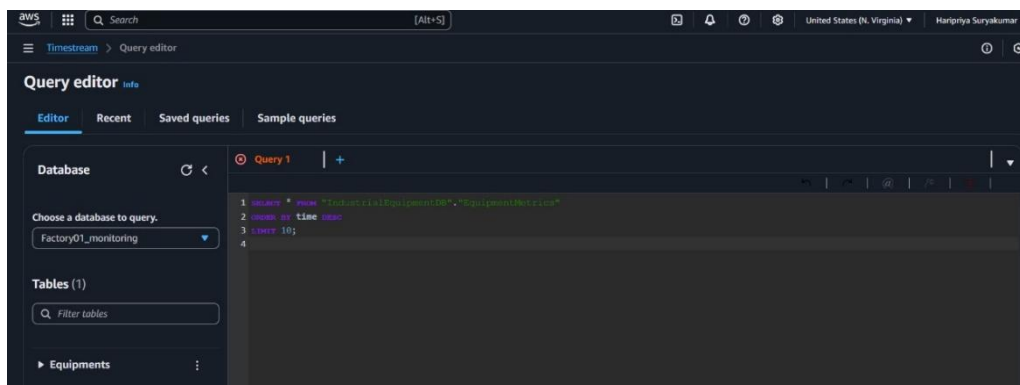 aws Search [Alt+S] United States (N. Virginia) Haripriya Suryakumar
Timestream > Query editor
Query editor Info
Editor Recent Saved queries Sample queries
Database
Choose a database to query.
Factory01_monitoring
Tables (1)
Filter tables
Equipments
Query 1 +
1 SELECT * FROM "IndustrialEquipmentDB"."EquipmentMetrics"
2 ORDER BY time DESC
3 LIMIT 10;
4